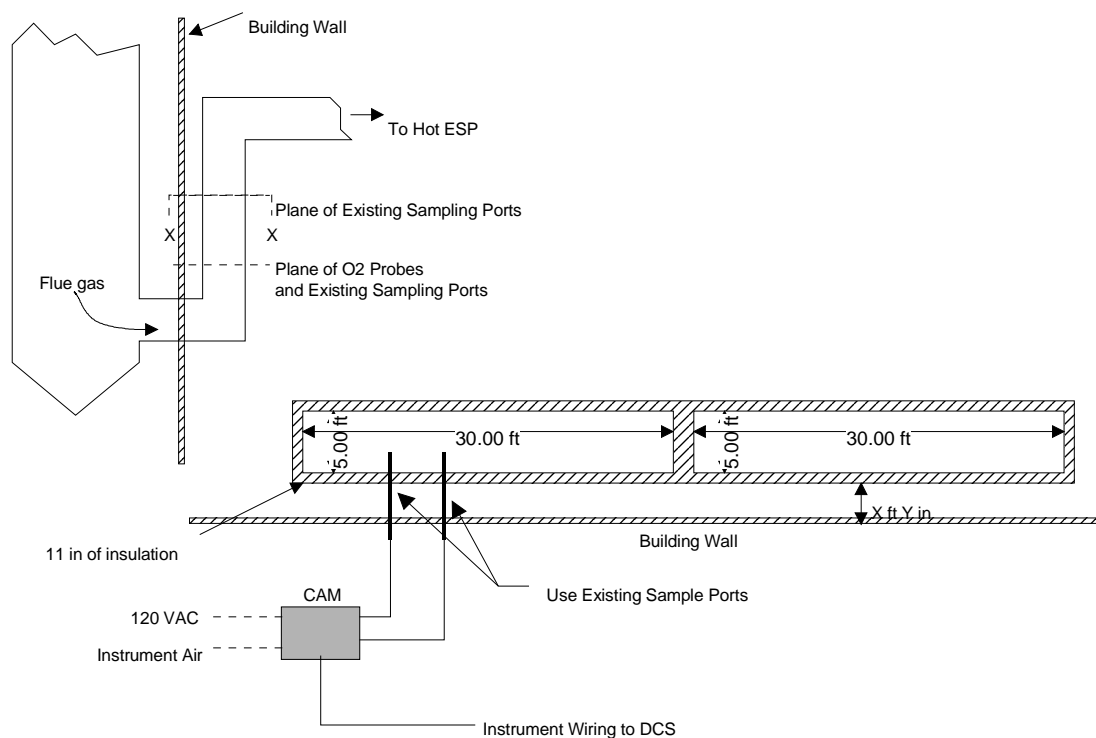 Building Wall
To Hot ESP
Plane of Existing Sampling Ports
X
X
Plane of O2 Probes
and Existing Sampling Ports
Flue gas
5.00 ft
30.00 ft
5.00 ft
30.00 ft
X ft Y in.
Building Wall
11 in of insulation
Use Existing Sample Ports
CAM
120 VAC
Instrument Air
Instrument Wiring to DCS